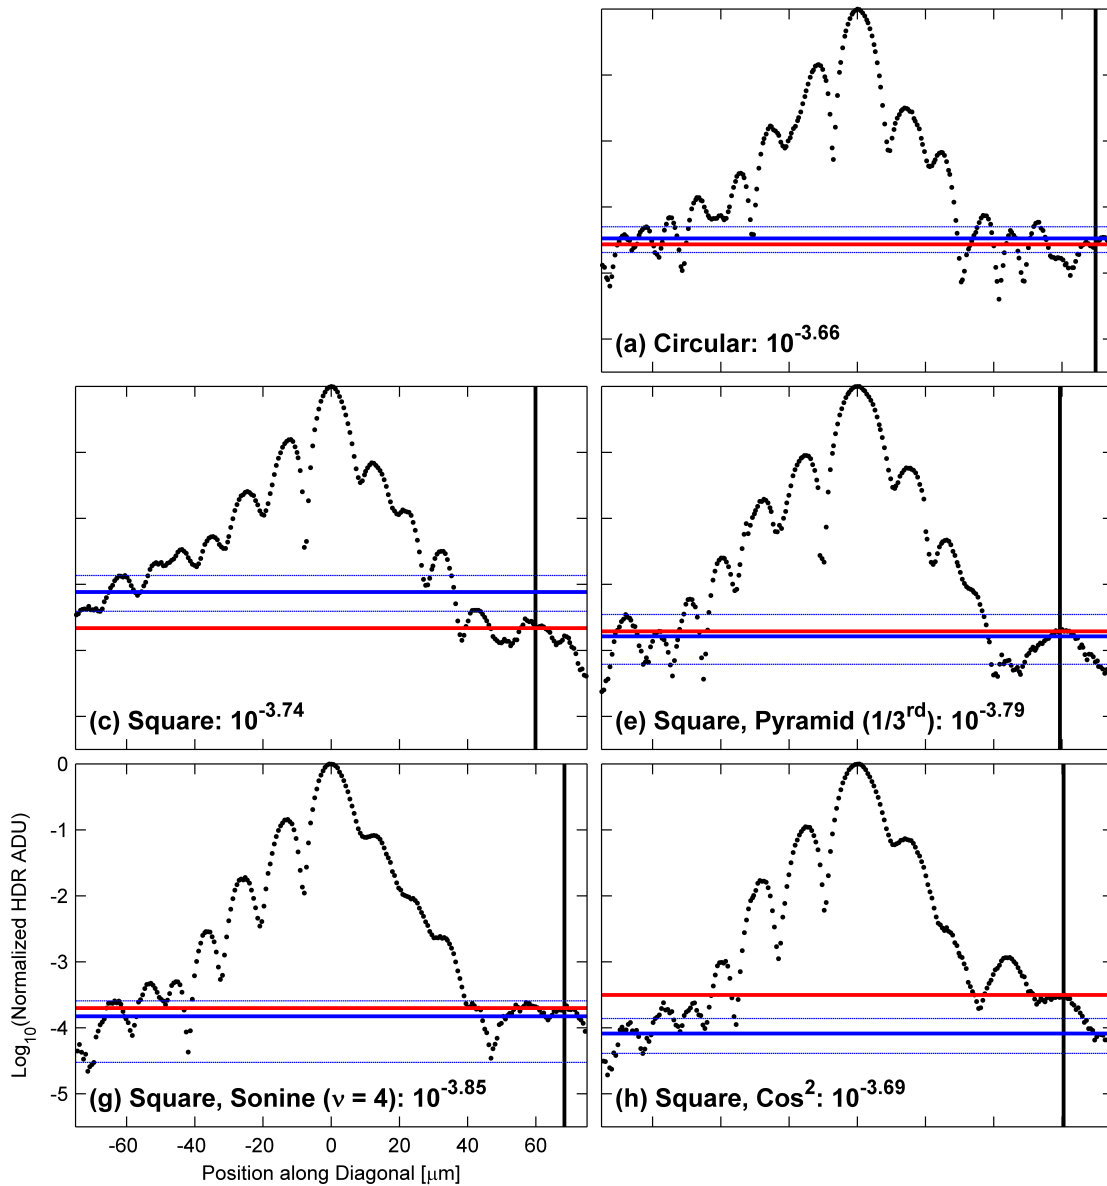 (a) Circular: 10^-3.66
(c) Square: 10^-3.74
(e) Square, Pyramid (1/3^rd): 10^-3.79
0
-1
-2
-3
-4
-5
Log10(Normalized HDR ADU)
(g) Square, Sonine (ν = 4): 10^-3.85
(h) Square, Cos^2: 10^-3.69
-60 -40 -20 0 20 40 60
Position along Diagonal [μm]